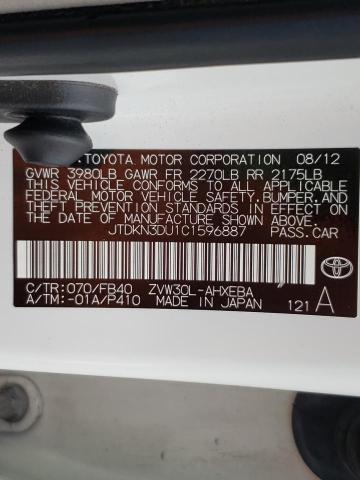 .:TOYOTA MOTOR CORPORATION 08/12
GVWR 3980LB GAWR FR 2270LB RR 2175LB
THIS VEHICLE CONFORMS TO ALL APPLICABLE
FEDERAL MOTOR VEHICLE SAFETY,BUMPER,AND
THEFT PREVENTION STANDARDS IN EFFECT ON
THE DATE OF MANUFACTURE SHOWN ABOVE.
JTDKN3DU1C1596887 PASS.CAR
C/TR:070/FB40 ZVW30L-AHXEBA
A/TM:-01A/P410 MADE IN JAPAN 121 A
TOYOTA